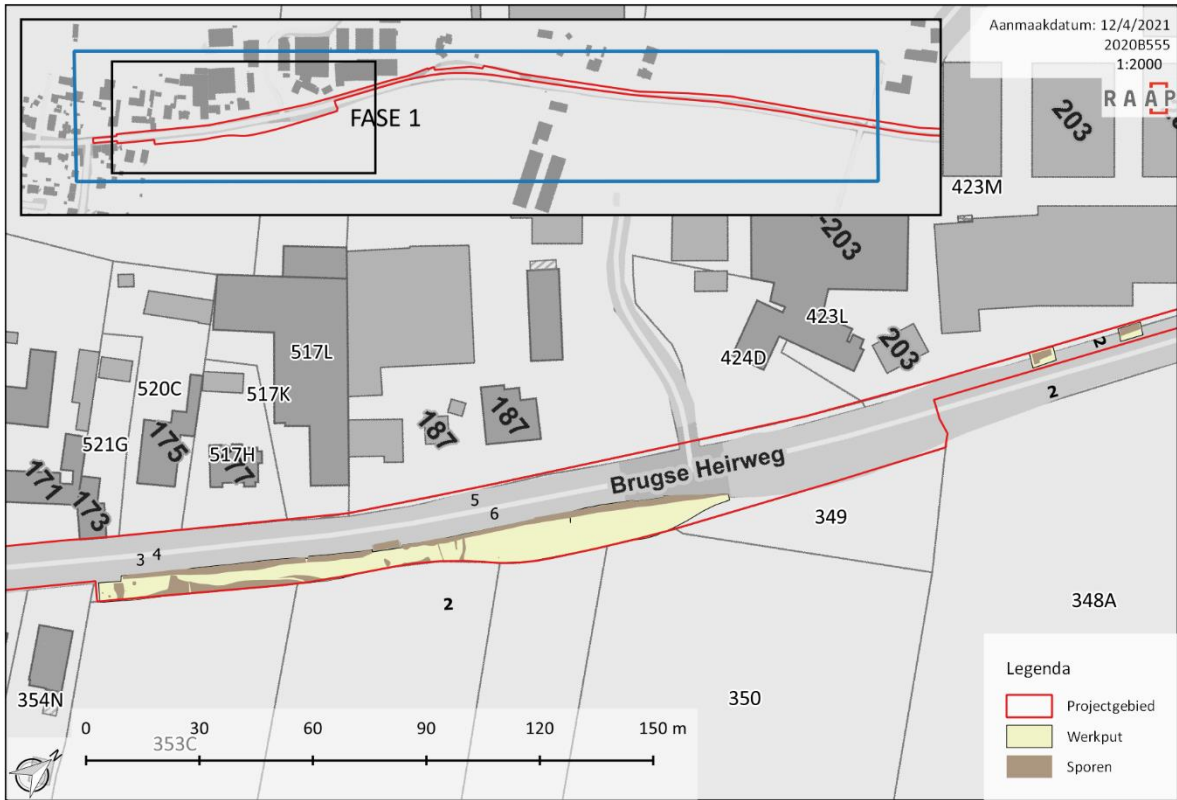 Aanmaakdatum: 12/4/2021
2020B555
1:2000
RAAP
FASE 1
203
423M
-203
517L
423L
203
424D
520C
517K
187
187
521G
175
517H
77
171
173
Brugse Heirweg
2
2
5
6
3
4
349
2
348A
354N
350
353C
0 30 60 90 120 150 m
N
Legenda
Projectgebied
Werkput
Sporen